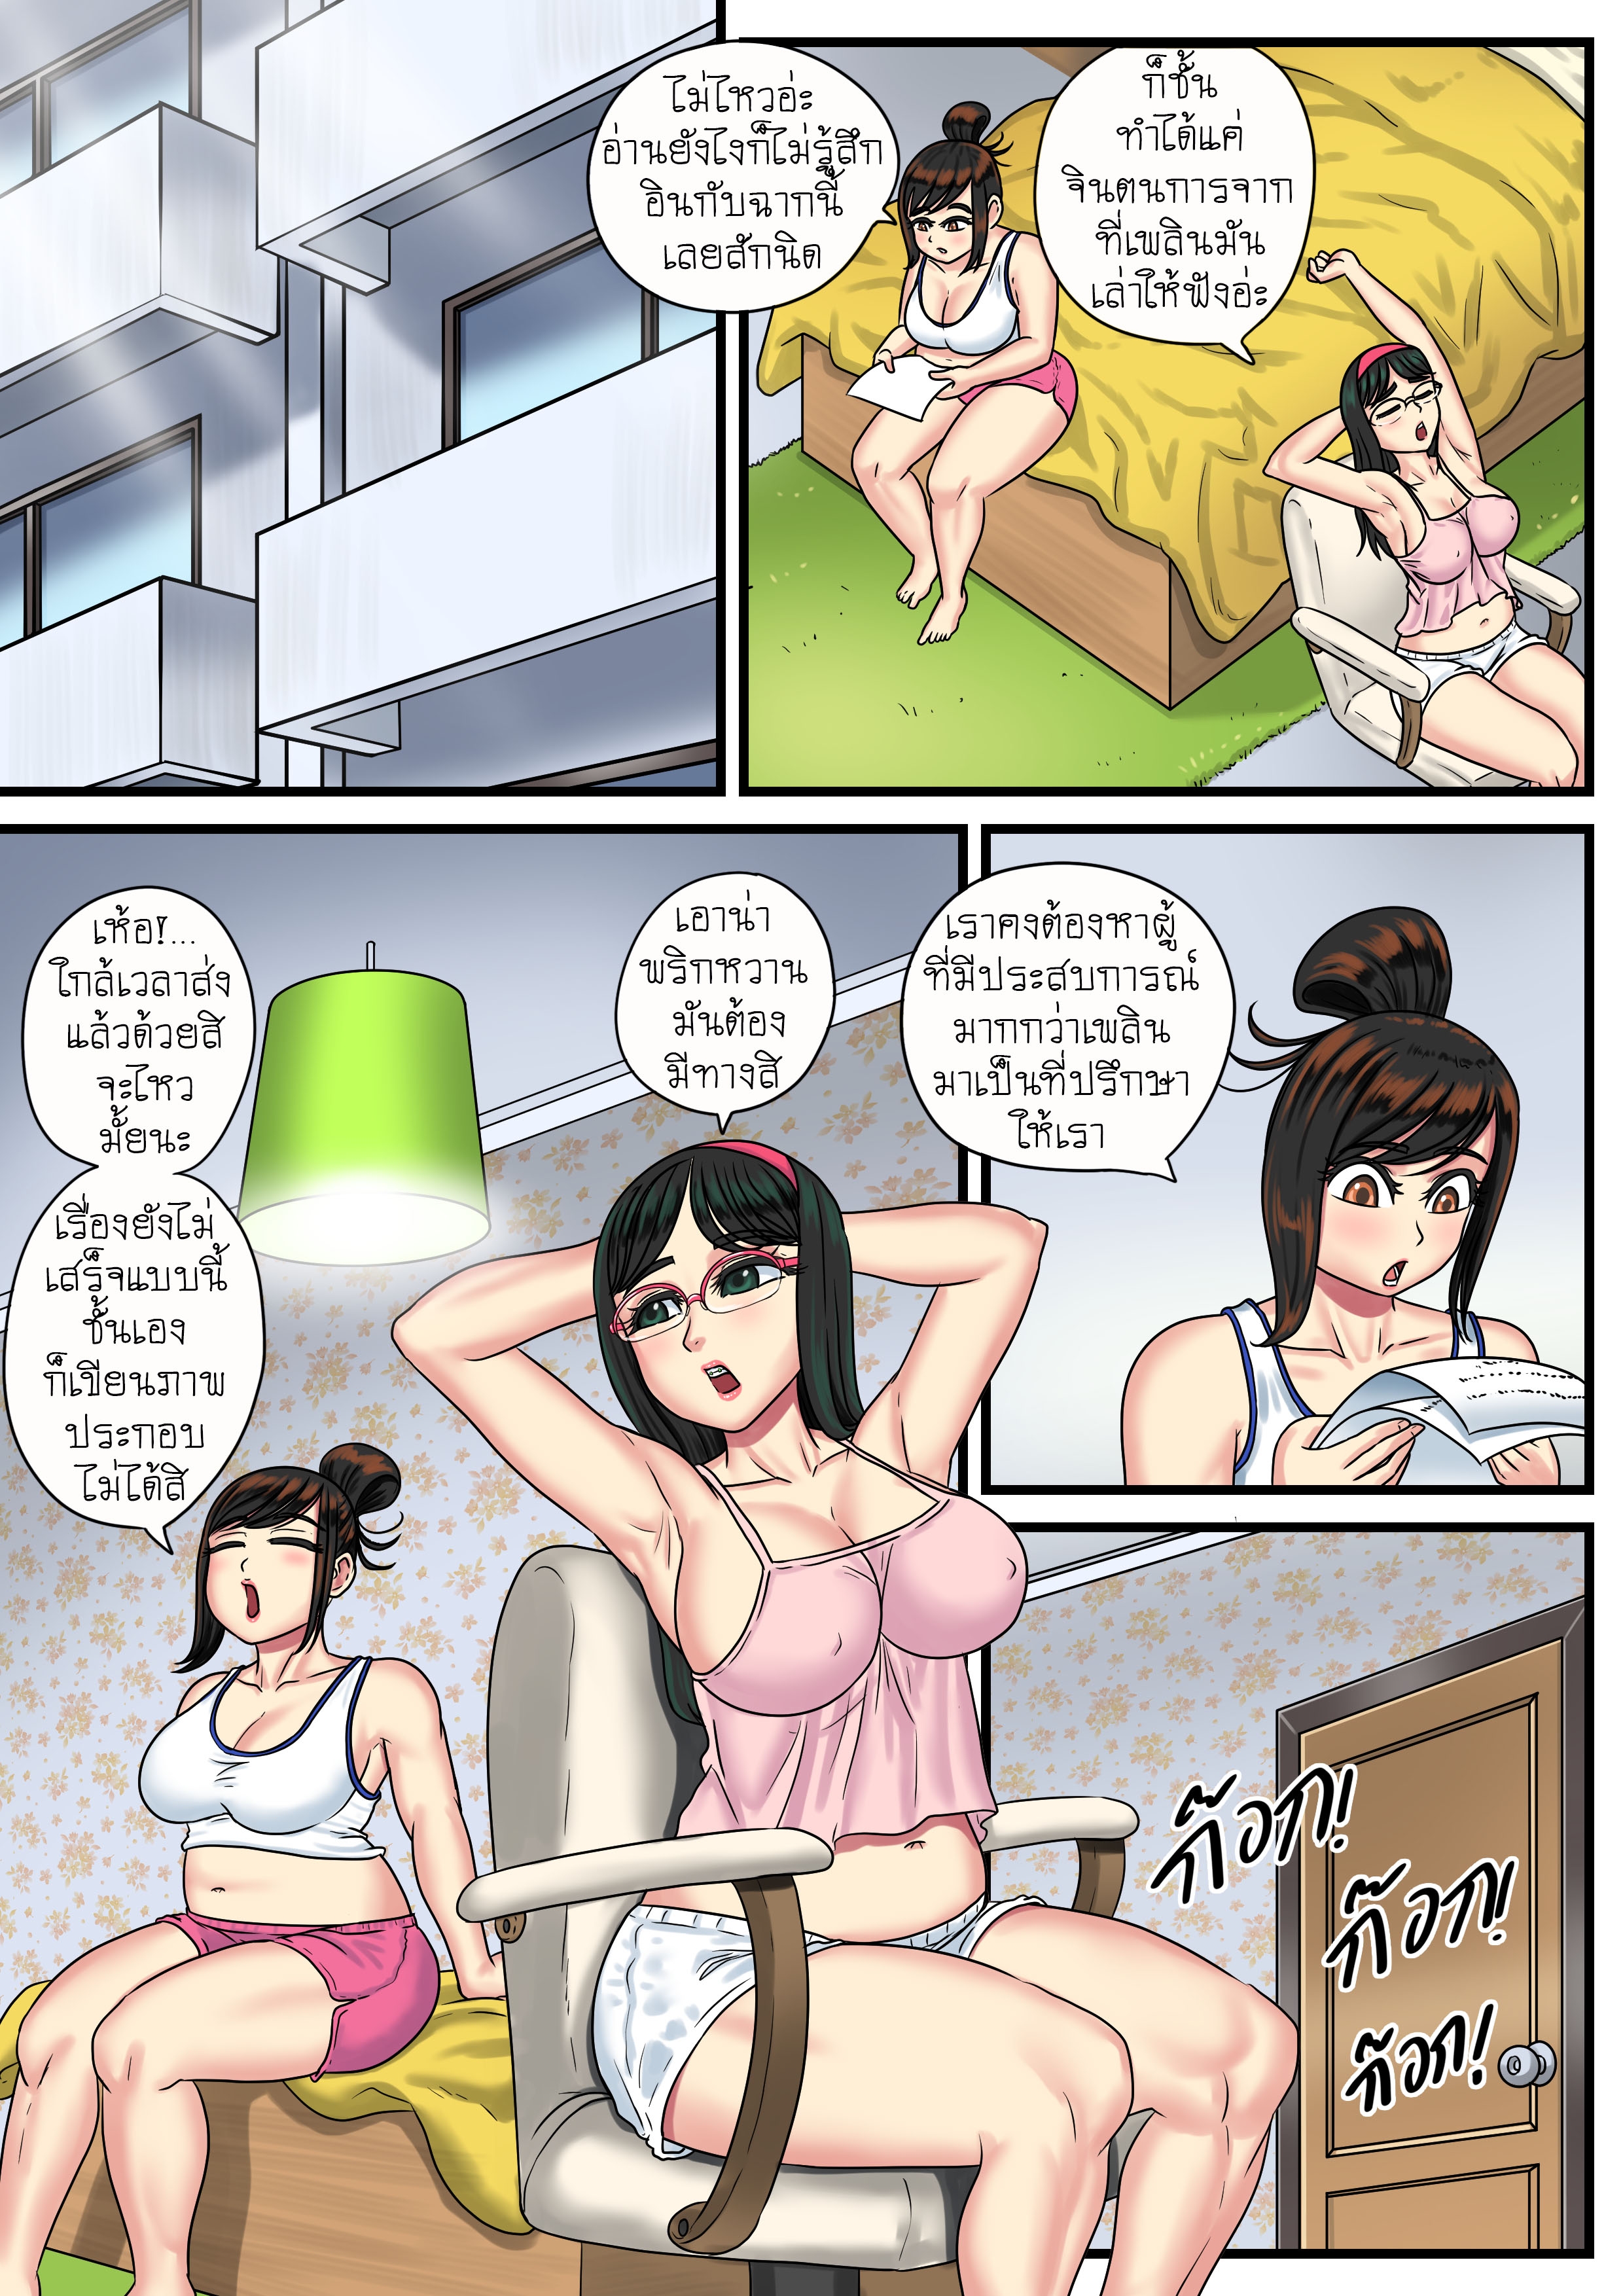 ไม่ไหวอ่ะ
อ่านยังไงก็ไม่รู้สึก
อินกับฉากนี้
เลยสักนิด
ก็ชั้น
ทำได้แค่
จินตนการจาก
ที่เพลินมัน
เล่าให้ฟังอ่ะ
เห้อ!...
ใกล้เวลาส่ง
แล้วด้วยสิ
จะไหว
มั้ยนะ
เรื่องยังไม่
เสร็จแบบนี้
ชั้นเอง
ก็เขียนภาพ
ประกอบ
ไม่ได้สิ
เอาน่า
พริกหวาน
มันต้อง
มีทางสิ
เราคงต้องหาผู้
ที่มีประสบการณ์
มากกว่าเพลิน
มาเป็นที่ปรึกษา
ให้เรา
ก๊อก!
ก๊อก!
ก๊อก!